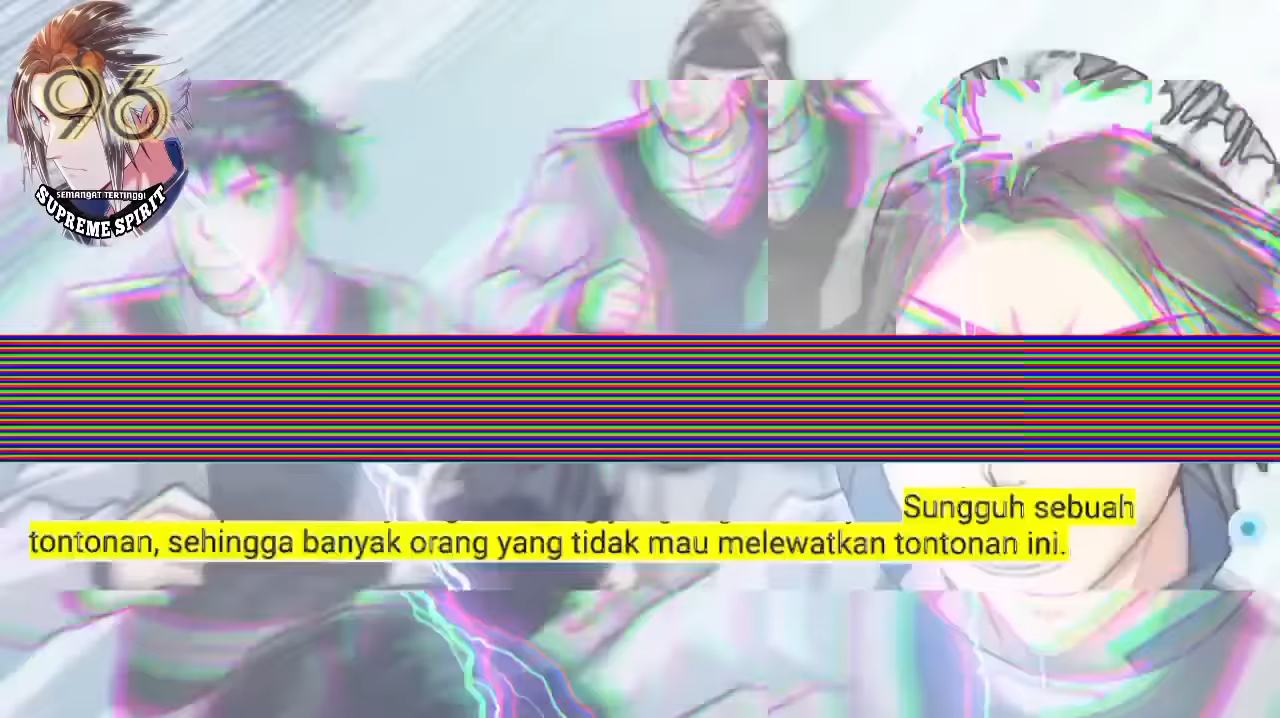 96
SEMANGAT TERTINGGI
SUPREME SPIRIT
Sungguh sebuah
tontonan, sehingga banyak orang yang tidak mau melewatkan tontonan ini.